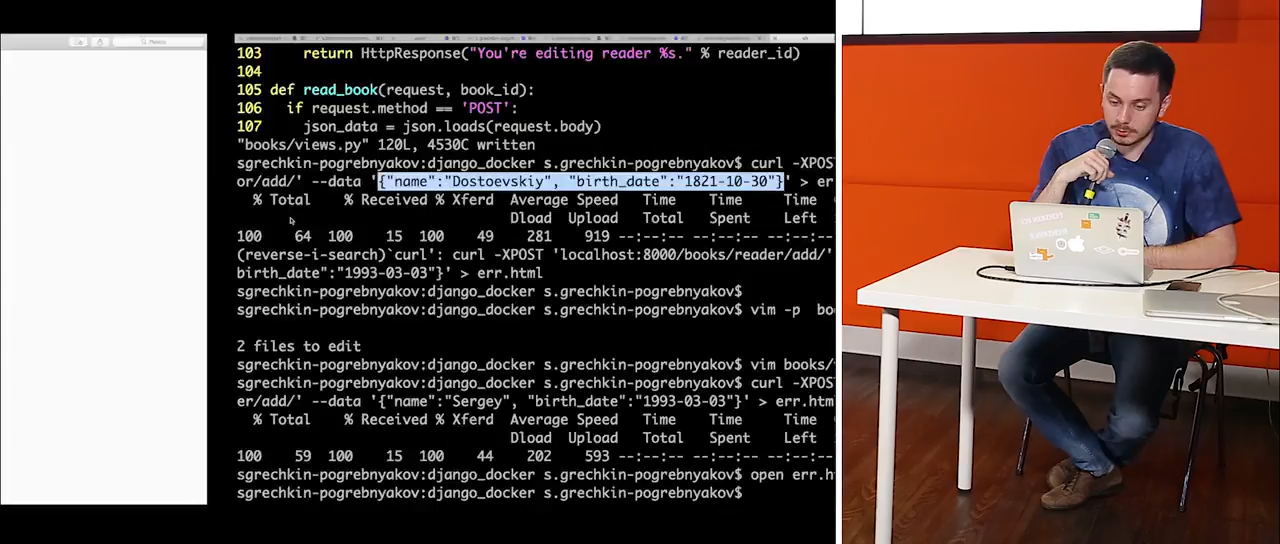 103    return HttpResponse("You're editing reader %s." % reader_id)
104
105 def read_book(request, book_id):
106   if request.method == 'POST':
107     json_data = json.loads(request.body)
"books/views.py" 120L, 4530C written
sgrechkin-pogrebnyakov:django_docker s.grechkin-pogrebnyakov$ curl -XPOS
or/add/' --data '{"name":"Dostoevskiy", "birth_date":"1821-10-30"}' > er
% Total    % Received % Xferd  Average Speed   Time    Time     Time
Dload  Upload   Total   Spent    Left
100    64  100    15  100    49    281    919 --:--:-- --:--:-- --:--:--
(reverse-i-search)`curl': curl -XPOST 'localhost:8000/books/reader/add/'
birth_date":"1993-03-03"}' > err.html
sgrechkin-pogrebnyakov:django_docker s.grechkin-pogrebnyakov$
sgrechkin-pogrebnyakov:django_docker s.grechkin-pogrebnyakov$ vim -p  bo
2 files to edit
sgrechkin-pogrebnyakov:django_docker s.grechkin-pogrebnyakov$ vim books/
sgrechkin-pogrebnyakov:django_docker s.grechkin-pogrebnyakov$ curl -XPOS
er/add/' --data '{"name":"Sergey", "birth_date":"1993-03-03"}' > err.htm
% Total    % Received % Xferd  Average Speed   Time    Time     Time
Dload  Upload   Total   Spent    Left
100    59  100    15  100    44    202    593 --:--:-- --:--:-- --:--:--
sgrechkin-pogrebnyakov:django_docker s.grechkin-pogrebnyakov$ open err.h
sgrechkin-pogrebnyakov:django_docker s.grechkin-pogrebnyakov$